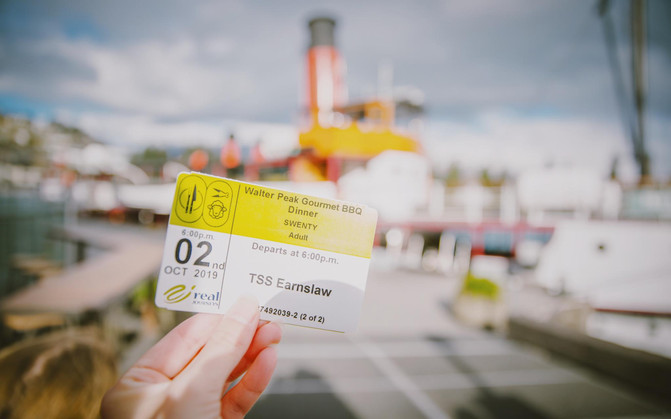 Walter Peak Gourmet BBQ
Dinner
SWENTY
Adult
6:00p.m.
02nd
OCT 2019
Departs at 6:00p.m.
TSS Earnslaw
real
JOURNEYS
7492039-2 (2 of 2)